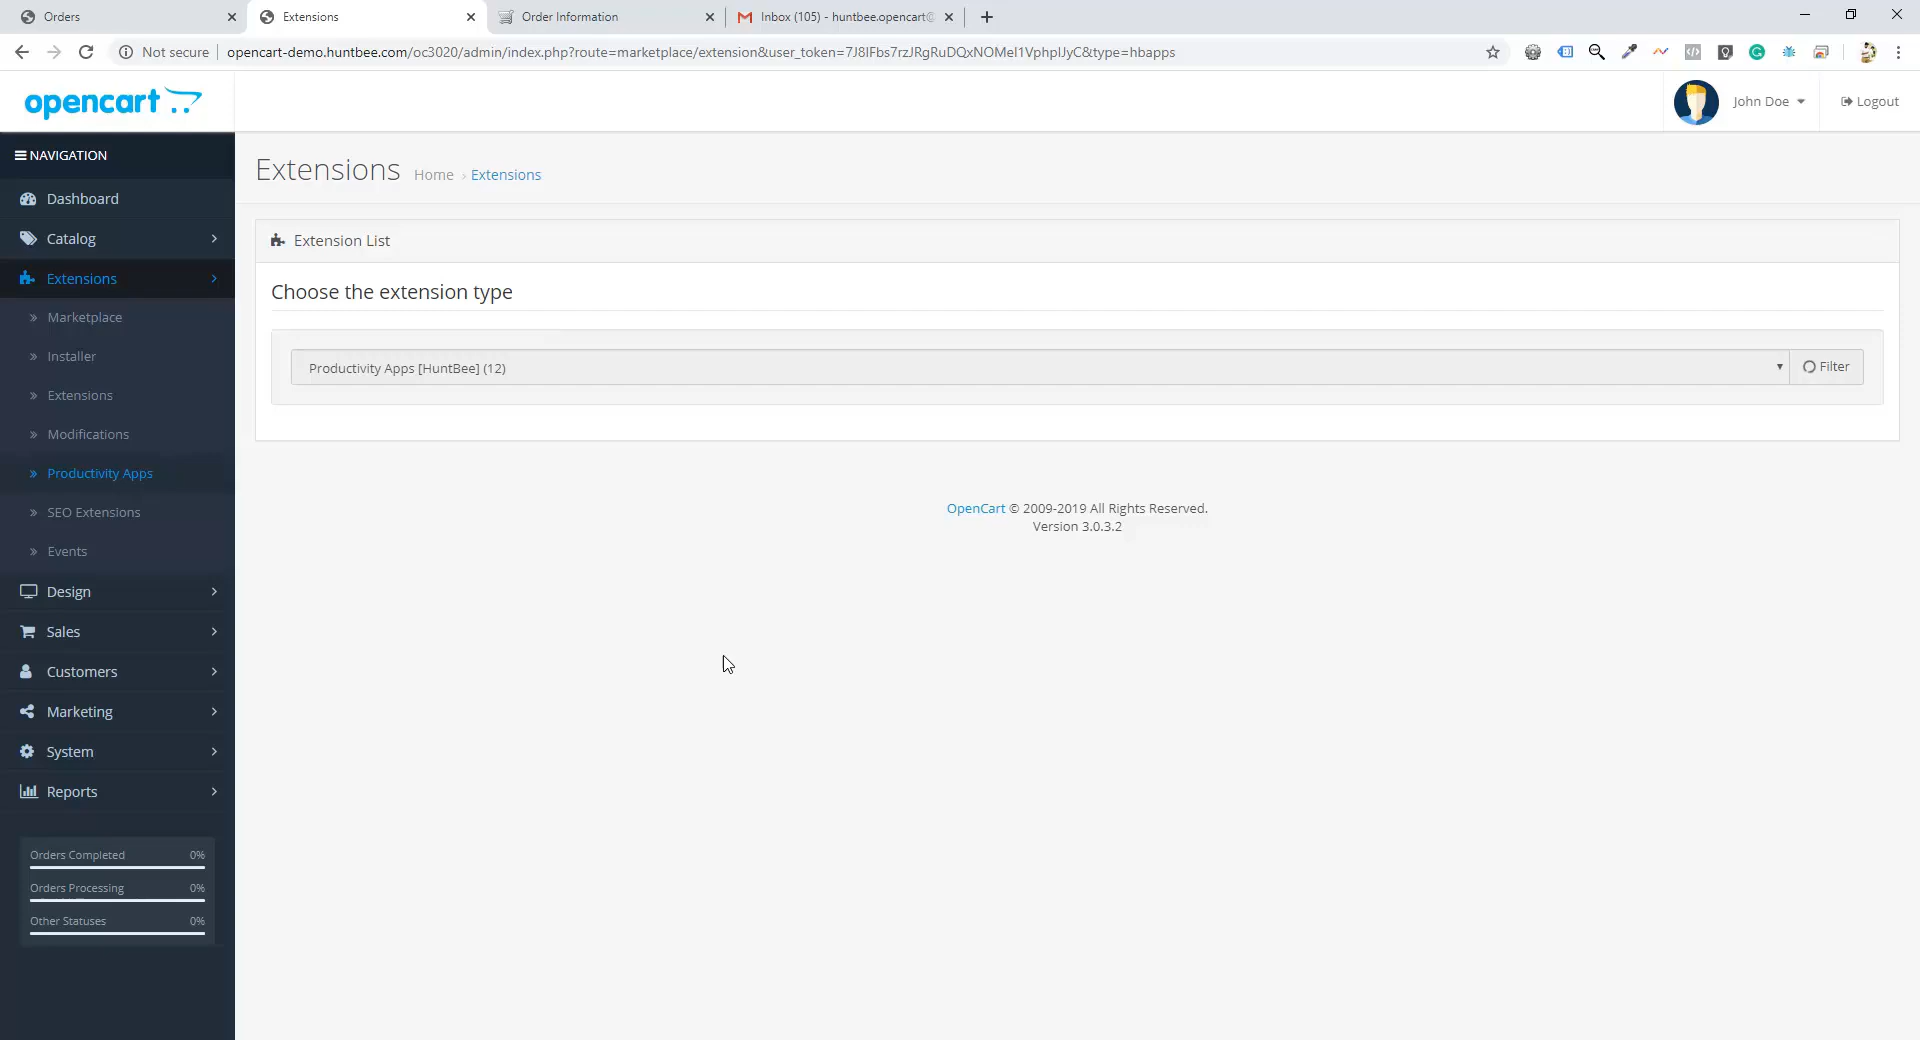 Orders
Extensions
Order Information
Inbox (105) - huntbee.opencart@
Not secure
opencart-demo.huntbee.com/oc3020/admin/index.php?route=marketplace/extension&user_token=7J8IFbs7rzJRgRuDQxNOMeI1VphpIJyC&type=hbapps
opencart
John Doe
Logout
NAVIGATION
Extensions
Home › Extensions
Dashboard
Catalog
Extensions
Marketplace
Installer
Extensions
Modifications
Productivity Apps
SEO Extensions
Events
Design
Sales
Customers
Marketing
System
Reports
Orders Completed 0%
Orders Processing 0%
Other Statuses 0%
Extension List
Choose the extension type
Productivity Apps [HuntBee] (12)
Filter
OpenCart © 2009-2019 All Rights Reserved.
Version 3.0.3.2